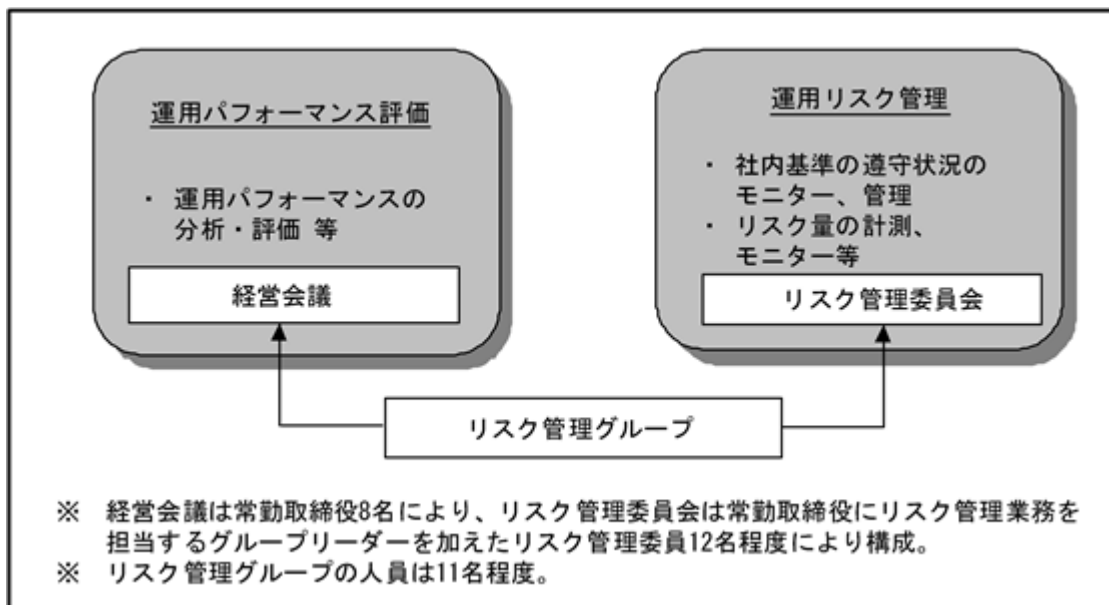 運用パフォーマンス評価
・ 運用パフォーマンスの
分析・評価 等
経営会議
運用リスク管理
・ 社内基準の遵守状況の
モニター、管理
・ リスク量の計測、
モニター等
リスク管理委員会
リスク管理グループ
※ 経営会議は常勤取締役8名により、リスク管理委員会は常勤取締役にリスク管理業務を
担当するグループリーダーを加えたリスク管理委員12名程度により構成。
※ リスク管理グループの人員は11名程度。